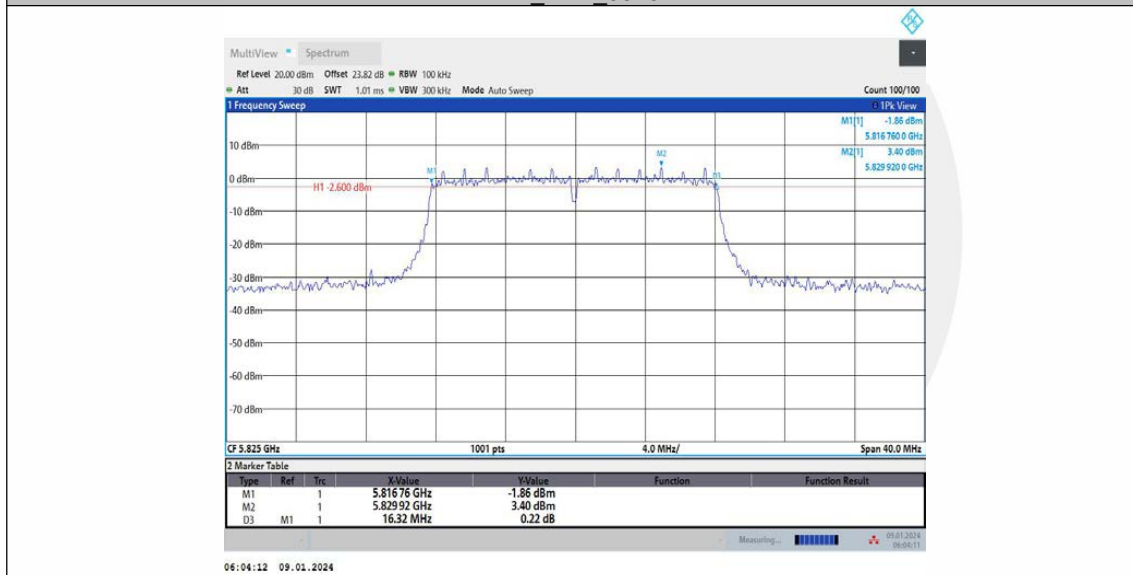 MultiView Spectrum
Ref Level 20.00 dBm Offset 23.82 dB RBW 100 kHz
Att 30 dB SWT 1.01 ms VBW 300 kHz Mode Auto Sweep Count 100/100
1 Frequency Sweep 1Pk View
M1[1] -1.86 dBm
5.816 760 0 GHz
M2[1] 3.40 dBm
5.829 920 0 GHz
10 dBm
M2
M1
0 dBm
H1 -2.600 dBm
-10 dBm
-20 dBm
-30 dBm
-40 dBm
-50 dBm
-60 dBm
-70 dBm
CF 5.825 GHz 1001 pts 4.0 MHz/ Span 40.0 MHz
2 Marker Table
Type Ref Trc X-Value Y-Value Function Function Result
M1 1 5.81676 GHz -1.86 dBm
M2 1 5.82992 GHz 3.40 dBm
D3 M1 1 16.32 MHz 0.22 dB
Measuring... 09.01.2024
06:04:11
06:04:12 09.01.2024